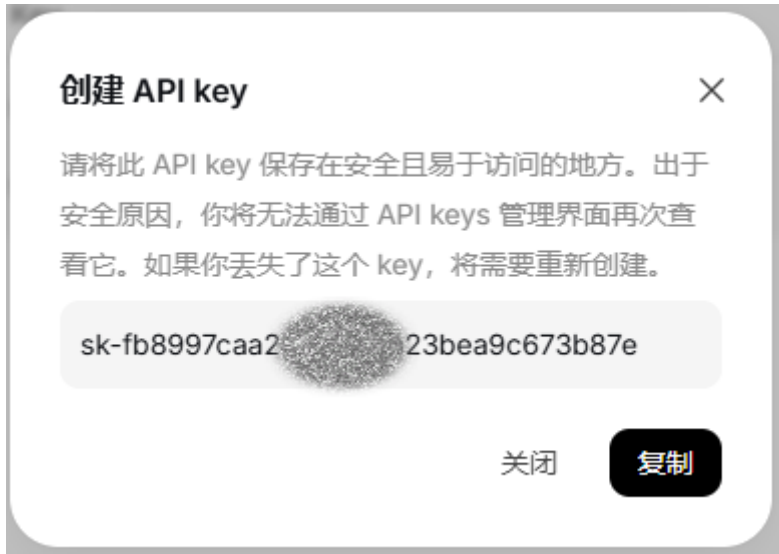 创建 API key
请将此 API key 保存在安全且易于访问的地方。出于
安全原因，你将无法通过 API keys 管理界面再次查
看它。如果你丢失了这个 key，将需要重新创建。
sk-fb8997caa2 23bea9c673b87e
关闭 复制